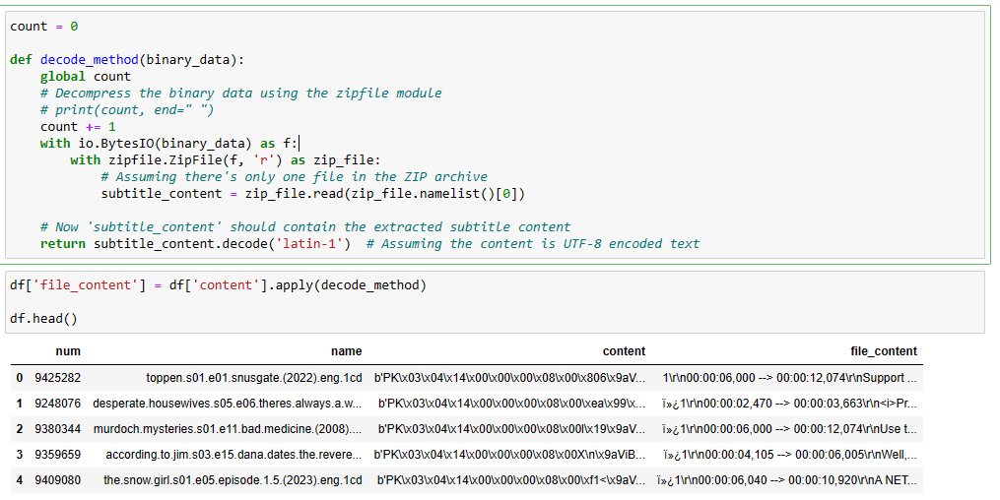 count = 0
def decode_method(binary_data):
    global count
    # Decompress the binary data using the zipfile module
    # print(count, end=" ")
    count += 1
    with io.BytesIO(binary_data) as f:
        with zipfile.ZipFile(f, 'r') as zip_file:
            # Assuming there's only one file in the ZIP archive
            subtitle_content = zip_file.read(zip_file.namelist()[0])
    # Now 'subtitle_content' should contain the extracted subtitle content
    return subtitle_content.decode('latin-1')  # Assuming the content is UTF-8 encoded text
df['file_content'] = df['content'].apply(decode_method)
df.head()
num name content file_content
0 9425282 toppen.s01.e01.snusgate.(2022).eng.1cd b'PK\x03\x04\x14\x00\x00\x00\x08\x00\x806\x9aV... 1\r\n00:00:06,000 --> 00:00:12,074\r\nSupport ...
1 9248076 desperate.housewives.s05.e06.theres.always.a.w... b'PK\x03\x04\x14\x00\x00\x00\x08\x00\xea\x99\x... ï»¿1\r\n00:00:02,470 --> 00:00:03,663\r\n<i>Pr...
2 9380344 murdoch.mysteries.s01.e11.bad.medicine.(2008).... b'PK\x03\x04\x14\x00\x00\x00\x08\x00l\x19\x9aV... ï»¿1\r\n00:00:06,000 --> 00:00:12,074\r\nUse t...
3 9359659 according.to.jim.s03.e15.dana.dates.the.revere... b'PK\x03\x04\x14\x00\x00\x00\x08\x00X\n\x9aViB... ï»¿1\r\n00:00:04,105 --> 00:00:06,005\r\nWell,...
4 9409080 the.snow.girl.s01.e05.episode.1.5.(2023).eng.1cd b'PK\x03\x04\x14\x00\x00\x00\x08\x00\xf1<\x9aV... ï»¿1\r\n00:00:06,040 --> 00:00:10,920\r\nA NET...